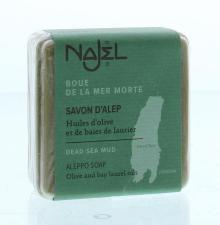 NAJEL
BOUE
DE LA MER MORTE
SAVON D'ALEP
Huiles d'olive
et de baies de laurier
DEAD SEA MUD
ALEPPO SOAP
Olive and bay laurel oils